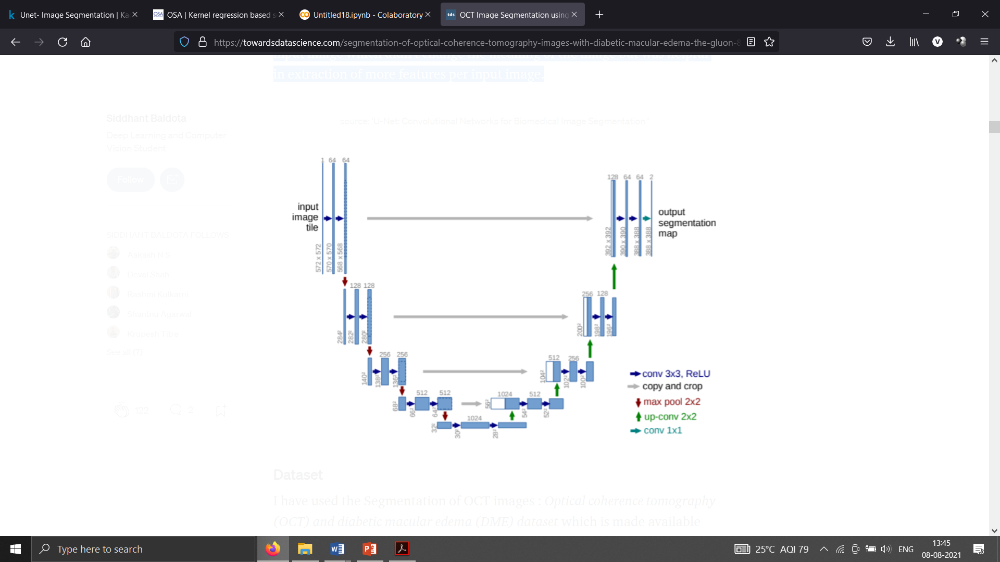 Unet- Image Segmentation | Ka
OSA | Kernel regression based s
Untitled18.ipynb - Colaboratory
tds
OCT Image Segmentation using
https://towardsdatascience.com/segmentation-of-optical-coherence-tomography-images-with-diabetic-macular-edema-the-gluon-8
V
in extraction of more features per input image.
Siddhant Baldota
Deep Learning and Computer
Vision Student
Follow
SIDDHANT BALDOTA FOLLOWS
Aakash H S
Deval Shah
Rashmi Kulkarni
Shantnu Agarwal
Krupesh Titre
See all (7)
122
2
source: 'U-Net: Convolutional Networks for Biomedical Image Segmentation '
1 64 64
128 64 64 2
input
image
tile
output
segmentation
map
572 x 572
570 x 570
568 x 568
392 x 392
390 x 390
388 x 388
388 x 388
128 128
256 128
284²
282²
280²
200²
198²
196²
256 256
512 256
140²
138²
136²
104²
102²
100²
512 512
1024 512
68²
66²
64²
56²
54²
52²
1024
32²
30²
28²
conv 3x3, ReLU
copy and crop
max pool 2x2
up-conv 2x2
conv 1x1
Dataset
I have used the Segmentation of OCT images : Optical coherence tomography
(OCT) and diabetic macular edema (DME) dataset which is made available
Type here to search
25°C AQI 79
ENG
13:45
08-08-2021